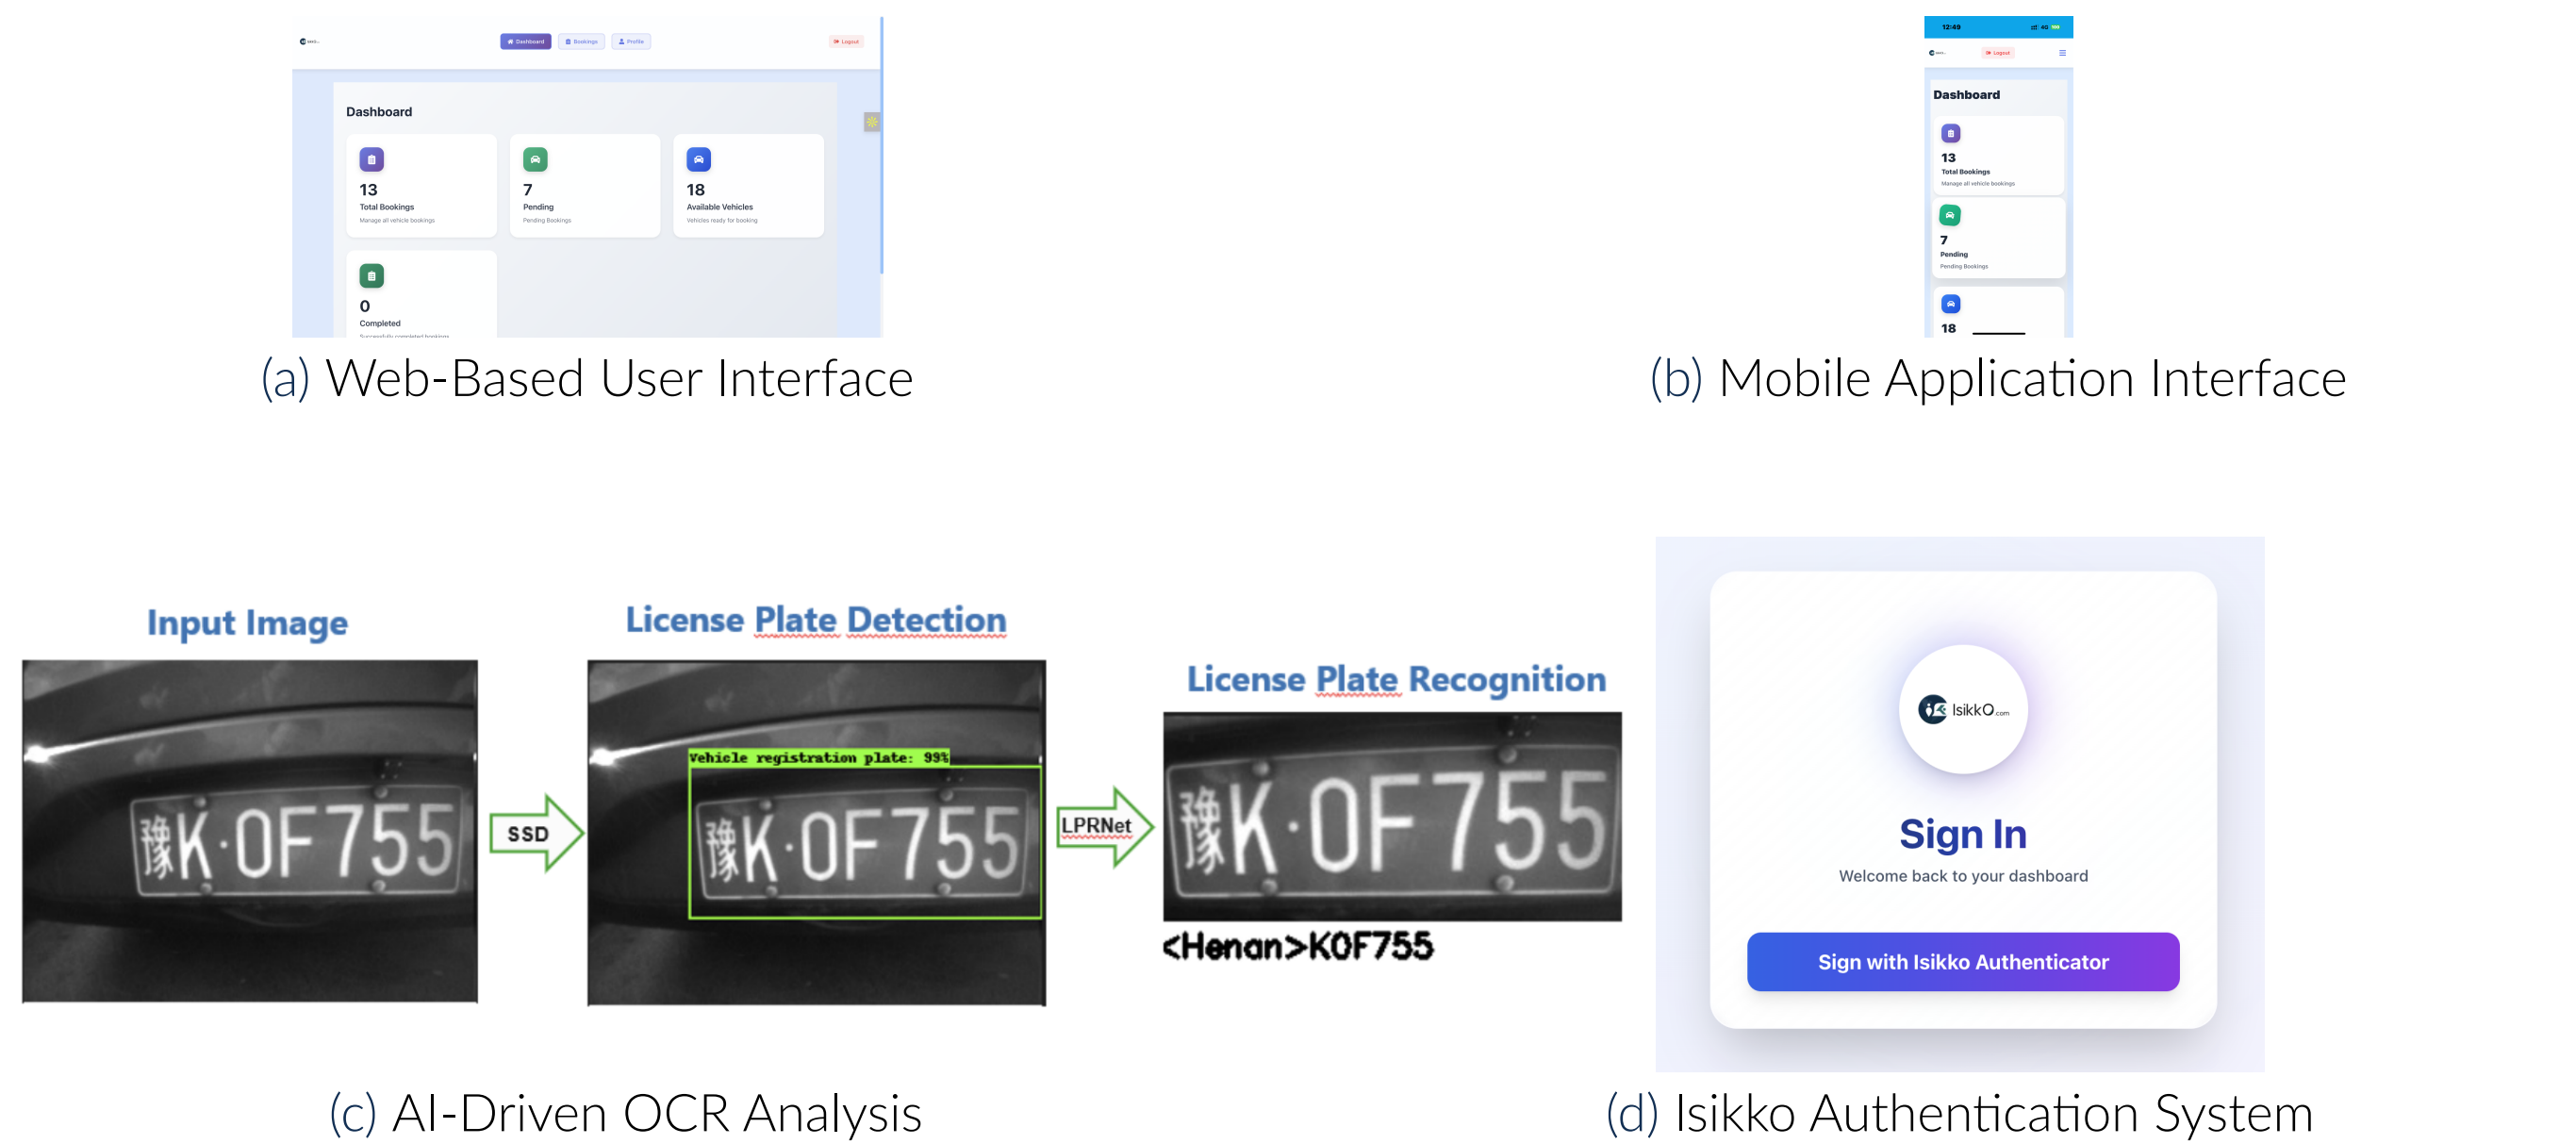 Dashboard
Bookings
Profile
Logout
Dashboard
13
Total Bookings
Manage all vehicle bookings
7
Pending
Pending Bookings
18
Available Vehicles
Vehicles ready for booking
0
Completed
Successfully completed bookings
(a) Web-Based User Interface
12:49
4G
Logout
Dashboard
13
Total Bookings
Manage all vehicle bookings
7
Pending
Pending Bookings
18
(b) Mobile Application Interface
Input Image
豫K·0F755
SSD
License Plate Detection
Vehicle registration plate: 99%
豫K·0F755
LPRNet
License Plate Recognition
豫K·0F755
<Henan>K0F755
(c) AI-Driven OCR Analysis
IsikkO.com
Sign In
Welcome back to your dashboard
Sign with Isikko Authenticator
(d) Isikko Authentication System